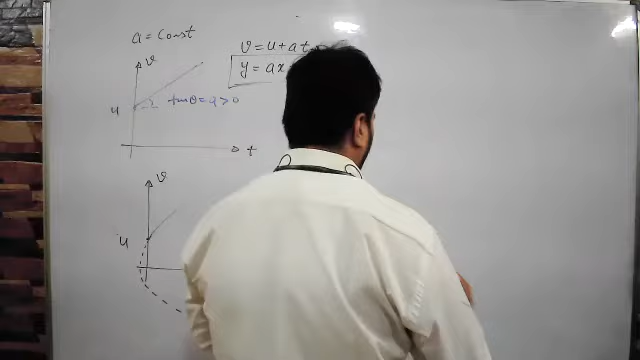 a = Const
v = u + at
y = ax
v
u
tanθ = a > 0
t
v
u